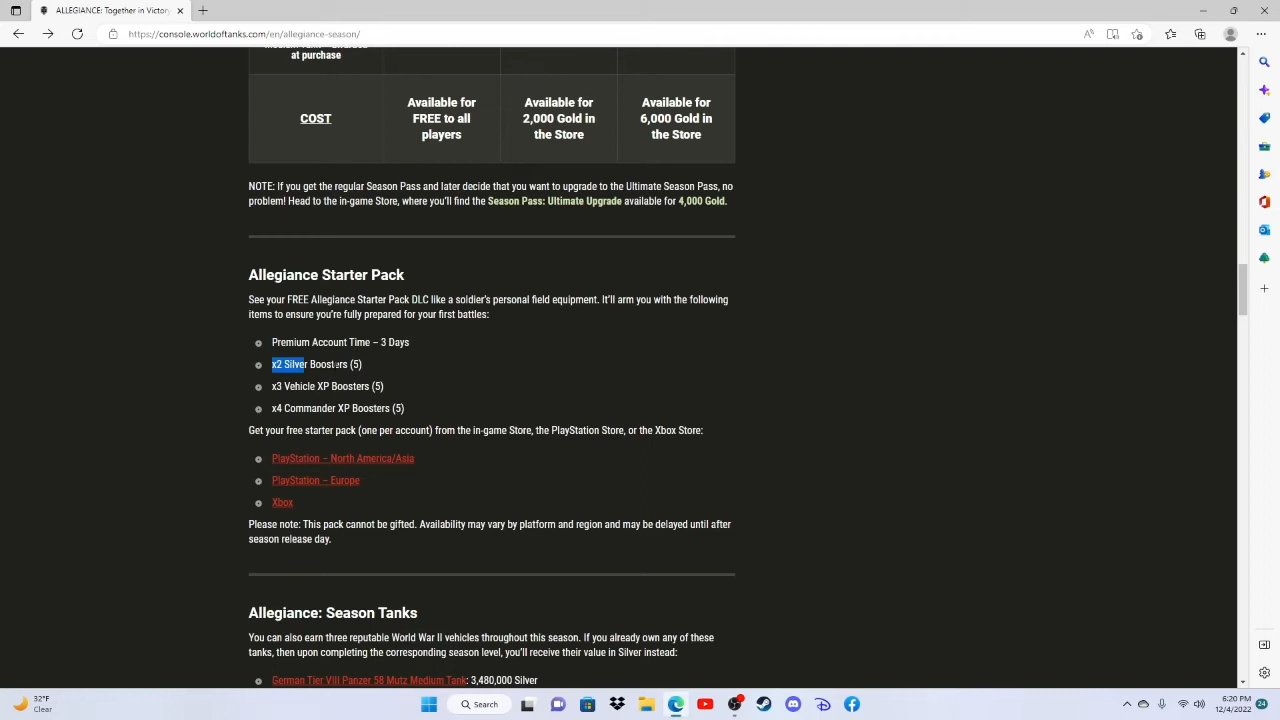 ALLEGIANCE: Together in Victory
https://console.worldoftanks.com/en/allegiance-season/
at purchase
COST
Available for
FREE to all
players
Available for
2,000 Gold in
the Store
Available for
6,000 Gold in
the Store
NOTE: If you get the regular Season Pass and later decide that you want to upgrade to the Ultimate Season Pass, no
problem! Head to the in-game Store, where you’ll find the Season Pass: Ultimate Upgrade available for 4,000 Gold.
Allegiance Starter Pack
See your FREE Allegiance Starter Pack DLC like a soldier’s personal field equipment. It’ll arm you with the following
items to ensure you’re fully prepared for your first battles:
Premium Account Time – 3 Days
x2 Silver Boosters (5)
x3 Vehicle XP Boosters (5)
x4 Commander XP Boosters (5)
Get your free starter pack (one per account) from the in-game Store, the PlayStation Store, or the Xbox Store:
PlayStation – North America/Asia
PlayStation – Europe
Xbox
Please note: This pack cannot be gifted. Availability may vary by platform and region and may be delayed until after
season release day.
Allegiance: Season Tanks
You can also earn three reputable World War II vehicles throughout this season. If you already own any of these
tanks, then upon completing the corresponding season level, you’ll receive their value in Silver instead:
German Tier VIII Panzer 58 Mutz Medium Tank: 3,480,000 Silver
32°F
Clear
Search
6:20 PM
12/4/2022
24